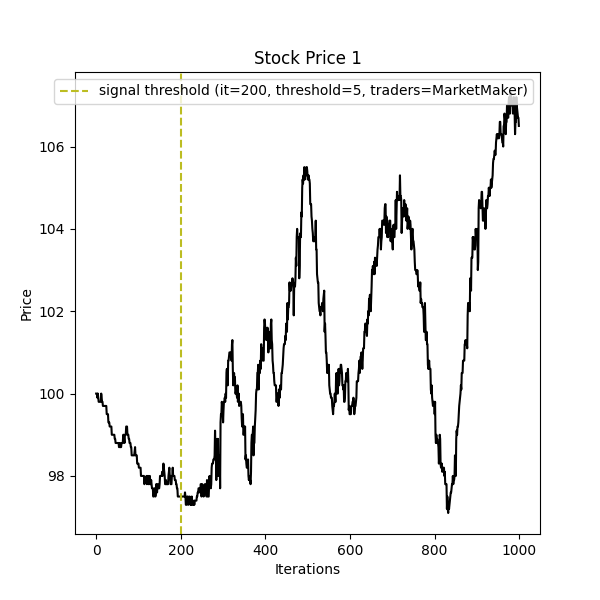 Stock Price 1
signal threshold (it=200, threshold=5, traders=MarketMaker)
106
104
102
100
98
Price
0 200 400 600 800 1000
Iterations